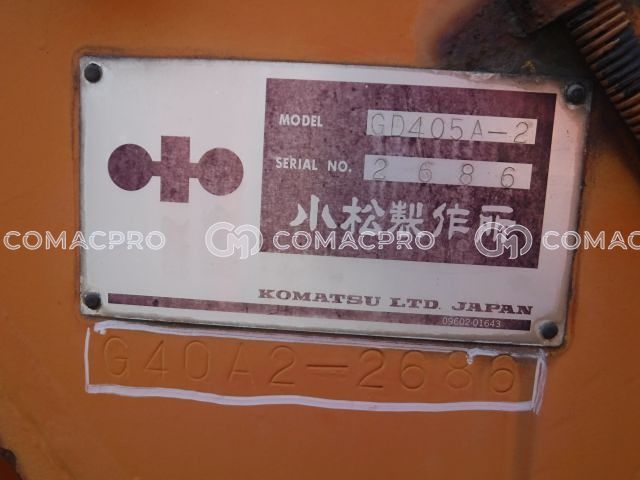 MODEL GD405A-2
SERIAL NO. 2686
小松製作所
COMACPRO COMACPRO
KOMATSU LTD. JAPAN
09602-01643
G40A2-2686